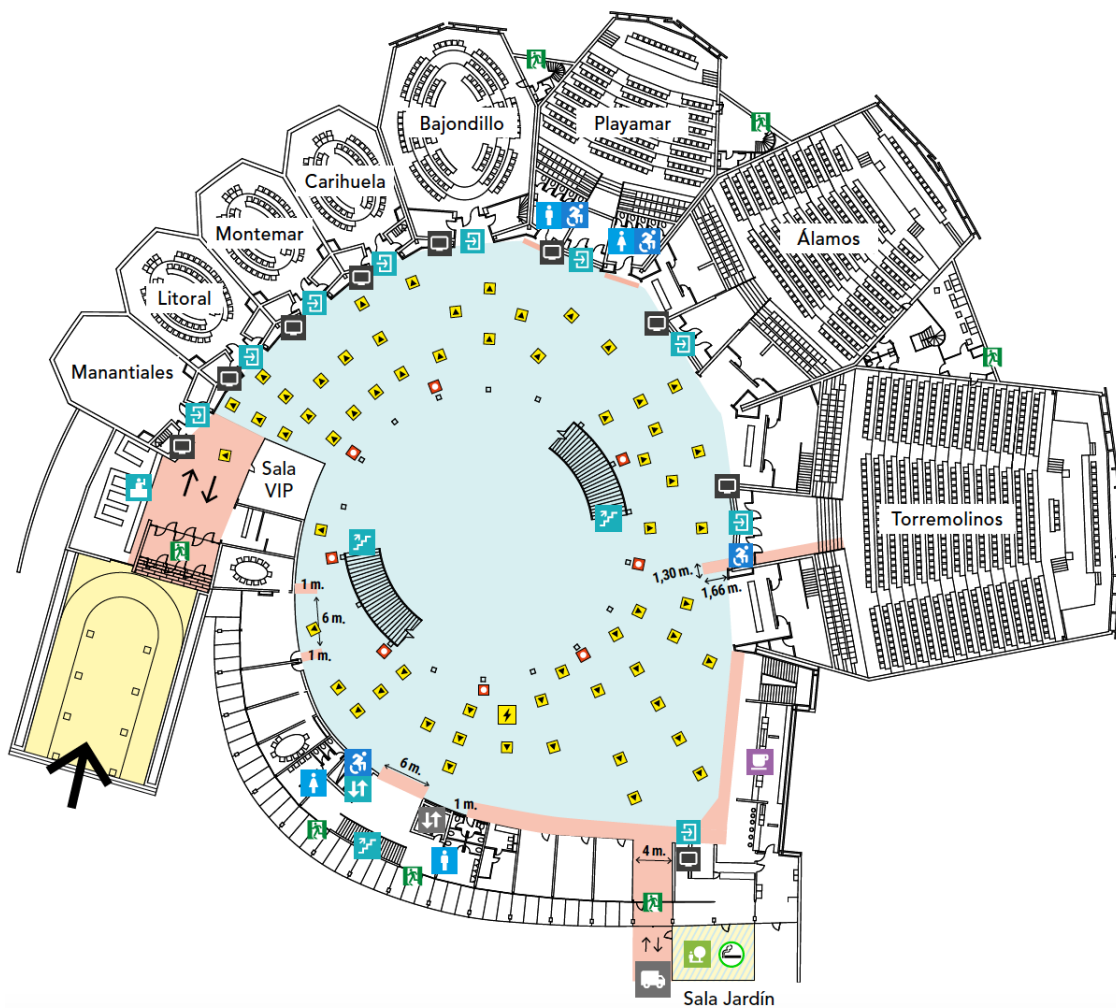 Bajondillo
Playamar
Carihuela
Montemar
Álamos
Litoral
Manantiales
Sala
VIP
Torremolinos
1,30 m.
1,66 m.
1 m.
6 m.
1 m.
6 m.
1 m.
4 m.
Sala Jardín